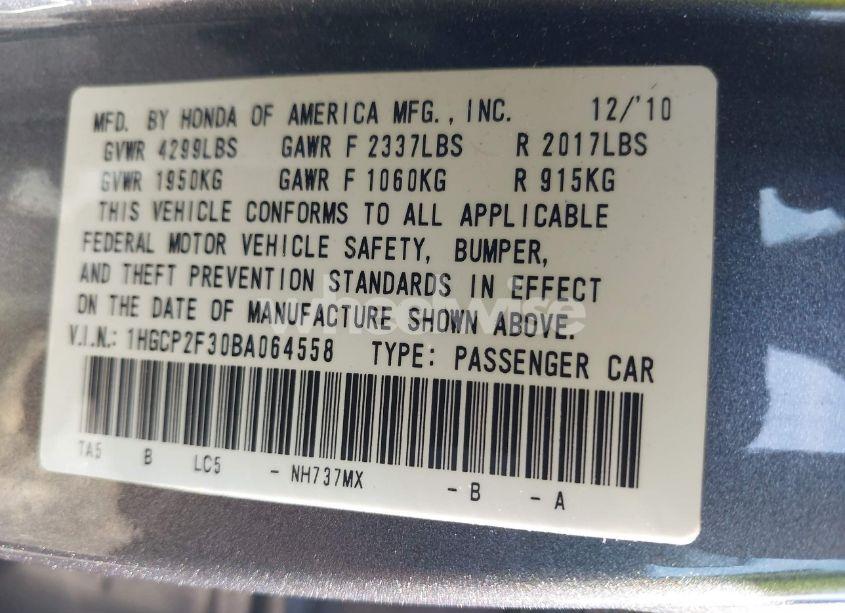 MFD. BY HONDA OF AMERICA MFG., INC. 12/'10
GVWR 4299LBS GAWR F 2337LBS R 2017LBS
GVWR 1950KG GAWR F 1060KG R 915KG
THIS VEHICLE CONFORMS TO ALL APPLICABLE
FEDERAL MOTOR VEHICLE SAFETY, BUMPER,
AND THEFT PREVENTION STANDARDS IN EFFECT
ON THE DATE OF MANUFACTURE SHOWN ABOVE.
V.I.N.: 1HGCP2F30BA064558 TYPE: PASSENGER CAR
TA5 B LC5 - NH737MX - B - A
wheelwise